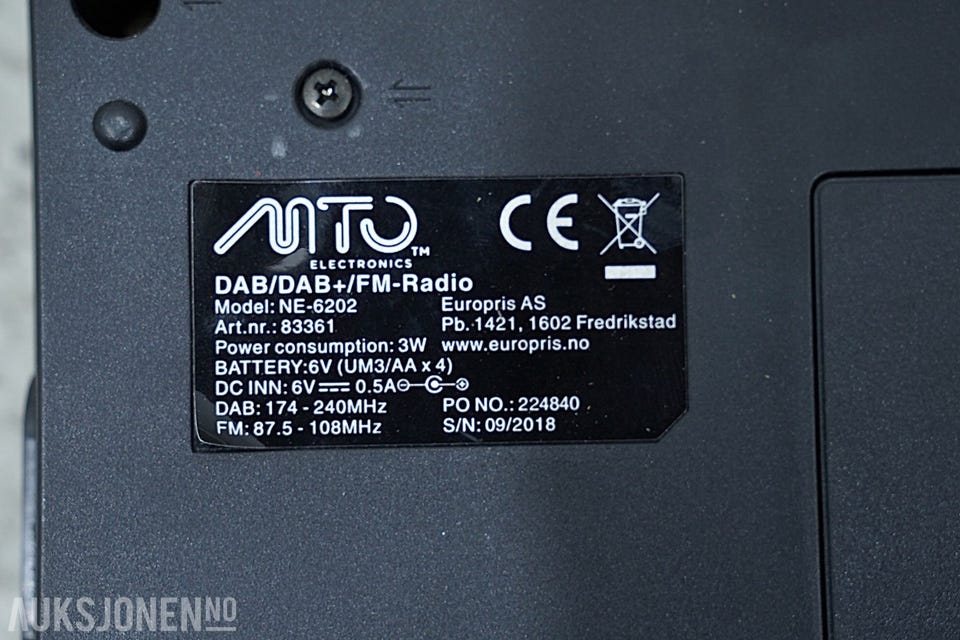 MTO™
ELECTRONICS
CE
DAB/DAB+/FM-Radio
Model: NE-6202
Art.nr.: 83361
Power consumption: 3W
BATTERY:6V (UM3/AA x 4)
DC INN: 6V 0.5A
DAB: 174 - 240MHz
FM: 87.5 - 108MHz
Europris AS
Pb. 1421, 1602 Fredrikstad
www.europris.no
PO NO.: 224840
S/N: 09/2018
AUKSJONEN.NO